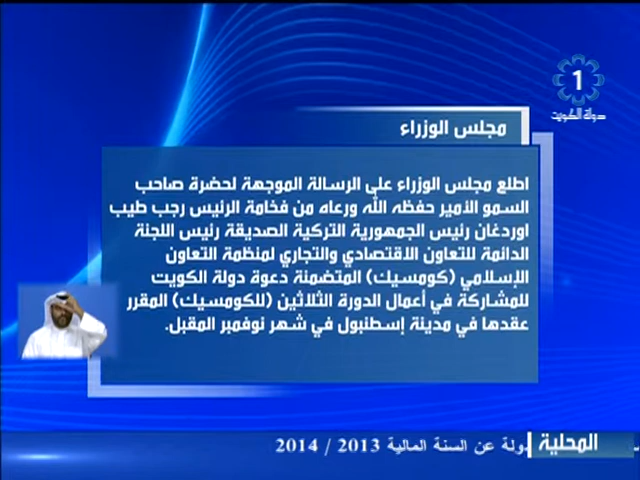 1
دولة الكويت
مجلس الوزراء
اطلع مجلس الوزراء على الرسالة الموجهة لحضرة صاحب
السمو الأمير حفظه الله ورعاه من فخامة الرئيس رجب طيب
اوردغان رئيس الجمهورية التركية الصديقة رئيس اللجنة
الدائمة للتعاون الاقتصادي والتجاري لمنظمة التعاون
الإسلامي (كومسيك) المتضمنة دعوة دولة الكويت
للمشاركة في أعمال الدورة الثلاثين (للكومسيك) المقرر
عقدها في مدينة إسطنبول في شهر نوفمبر المقبل.
المحلية
ولة عن السنة المالية 2013 / 2014